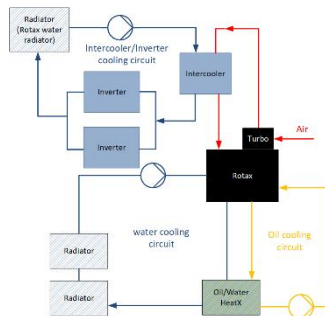 Radiator
(Rotax water
radiator)
Intercooler/Inverter
cooling circuit
Intercooler
Inverter
Inverter
Turbo
Air
Rotax
water cooling
circuit
Oil cooling
circuit
Radiator
Radiator
Oil/Water
HeatX